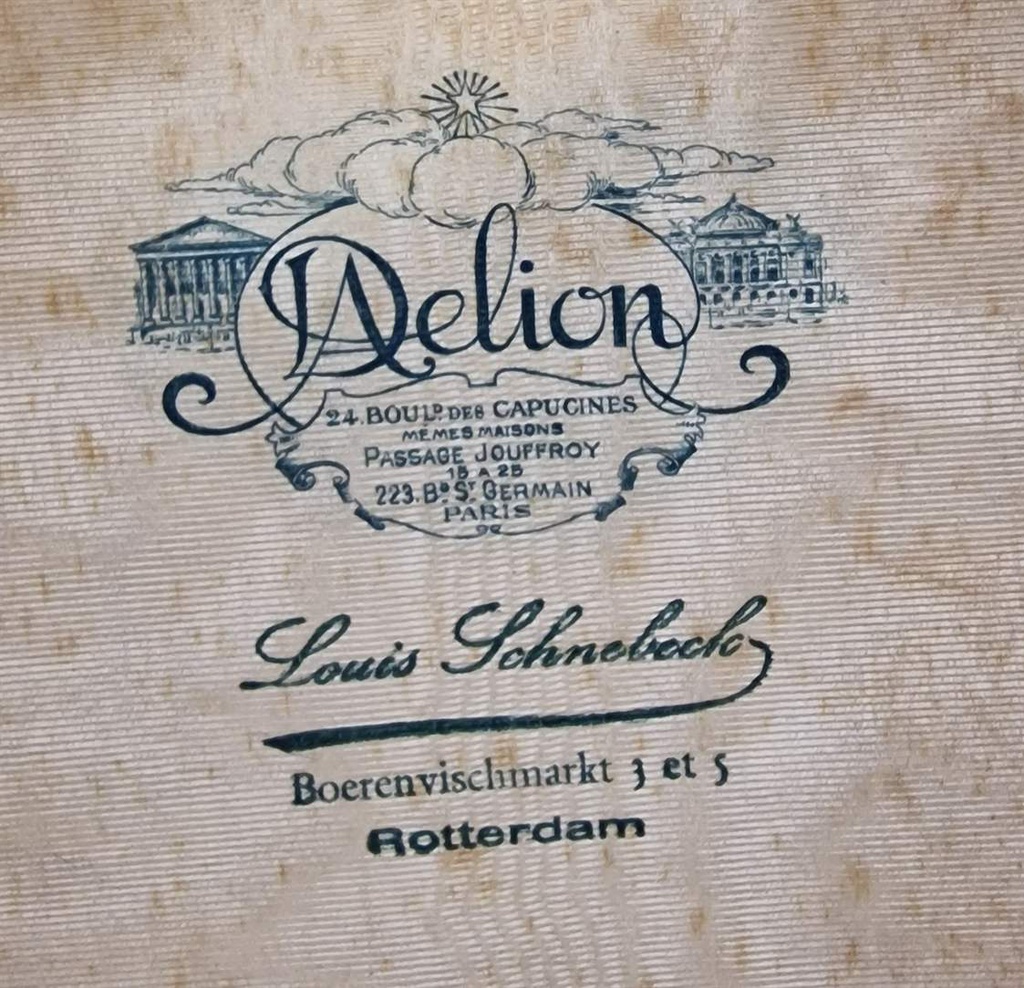 Delion
24. BOULD. DES CAPUCINES
MÊMES MAISONS
PASSAGE JOUFFROY
15 A 25
223. BD. ST. GERMAIN
PARIS
Louis Schnebeck
Boerenvischmarkt 3 et 5
Rotterdam